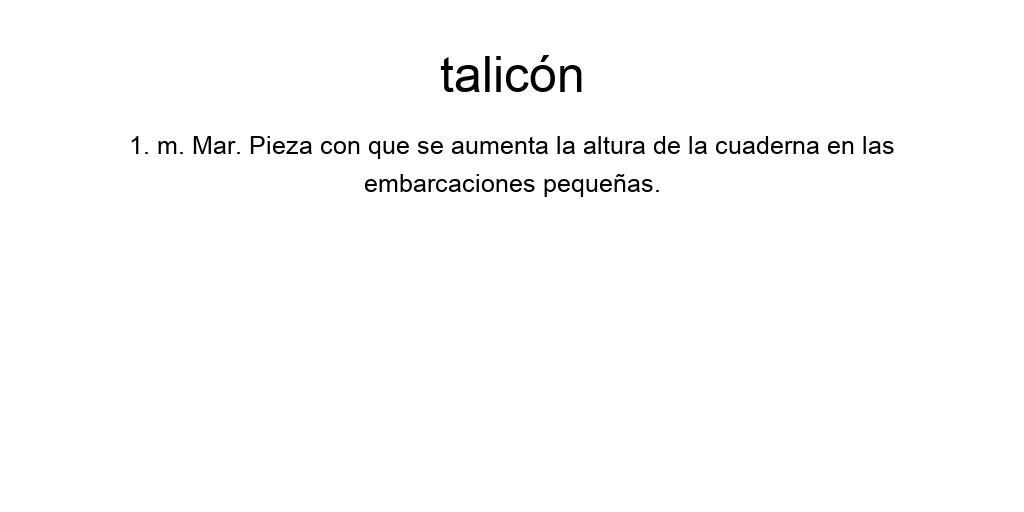 talicón
1. m. Mar. Pieza con que se aumenta la altura de la cuaderna en las
embarcaciones pequeñas.